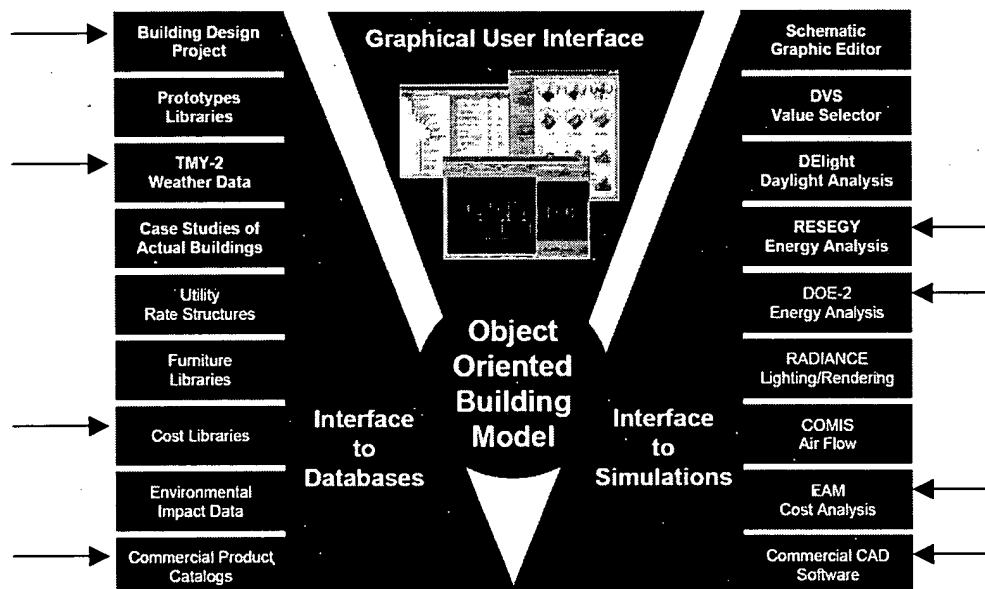 Building Design
Project
Prototypes
Libraries
TMY-2
Weather Data
Case Studies of
Actual Buildings
Utility
Rate Structures
Furniture
Libraries
Cost Libraries
Environmental
Impact Data
Commercial Product
Catalogs
Graphical User Interface
Object
Oriented
Building
Model
Interface
to
Databases
Interface
to
Simulations
Schematic
Graphic Editor
DVS
Value Selector
DElight
Daylight Analysis
RESEGY
Energy Analysis
DOE-2
Energy Analysis
RADIANCE
Lighting/Rendering
COMIS
Air Flow
EAM
Cost Analysis
Commercial CAD
Software